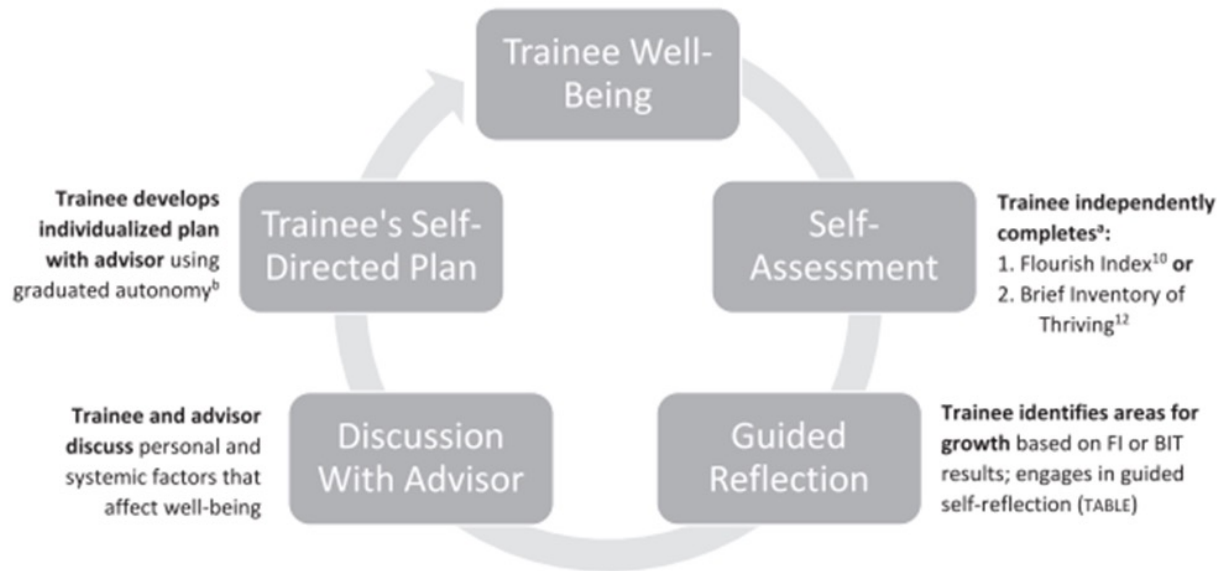 Trainee Well-
Being
Self-
Assessment
Trainee independently
completesᵃ:
1. Flourish Index¹⁰ or
2. Brief Inventory of
Thriving¹²
Guided
Reflection
Trainee identifies areas for
growth based on FI or BIT
results; engages in guided
self-reflection (TABLE)
Discussion
With Advisor
Trainee and advisor
discuss personal and
systemic factors that
affect well-being
Trainee's Self-
Directed Plan
Trainee develops
individualized plan
with advisor using
graduated autonomyᵇ